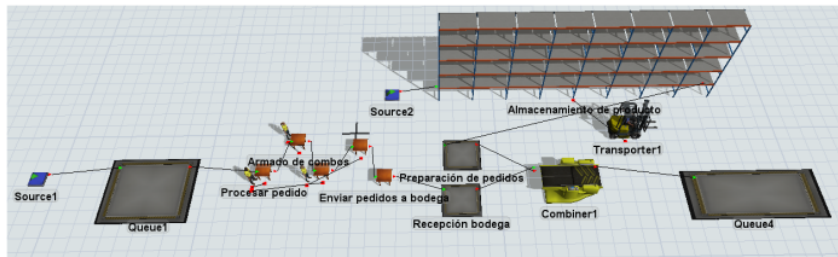 Source2
Almacenamiento de producto
Transporter1
Armado de combos
Source1
Procesar pedido
Enviar pedidos a bodega
Preparación de pedidos
Queue1
Recepción bodega
Combiner1
Queue4